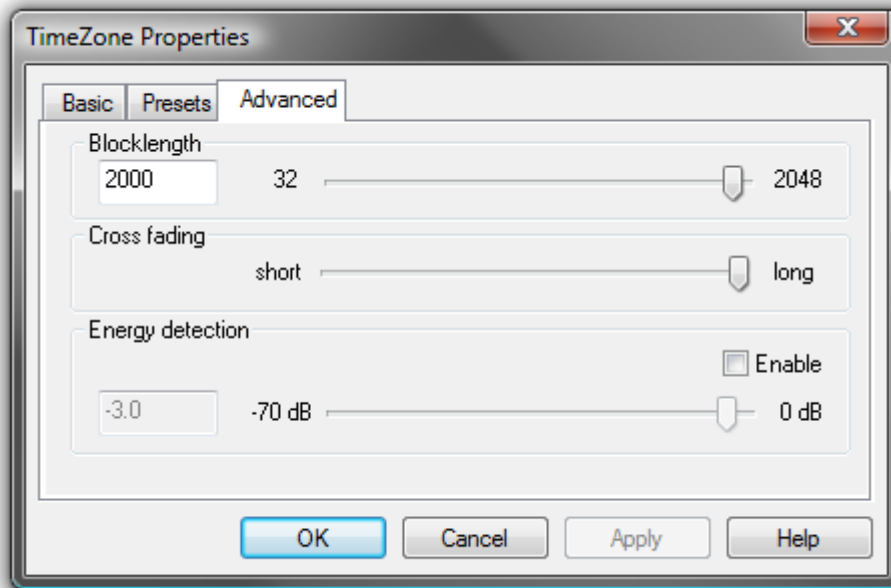 TimeZone Properties
Basic Presets Advanced
Blocklength
2000 32 2048
Cross fading
short long
Energy detection
Enable
-3.0 -70 dB 0 dB
OK Cancel Apply Help